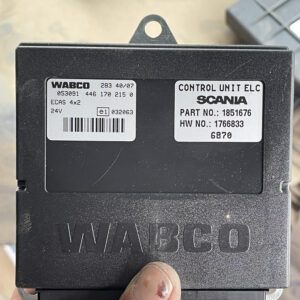 WABCO 283 40/07
053091 446 170 215 0
ECAS 4x2
24V e1 032063
CONTROL UNIT ELC
SCANIA
PART NO.: 1851676
HW NO.: 1766833
6870
WABCO